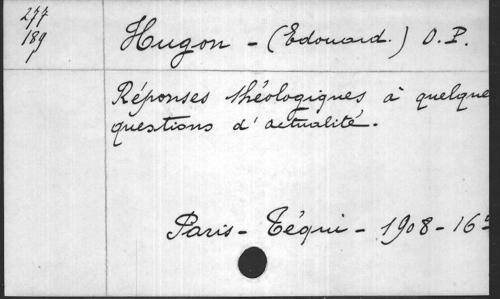 277
189
Hugon - (Edouard.) O.P.
Réponses théologiques à quelque
questions d'actualité.
Paris - Téqui - 1908 - 16°